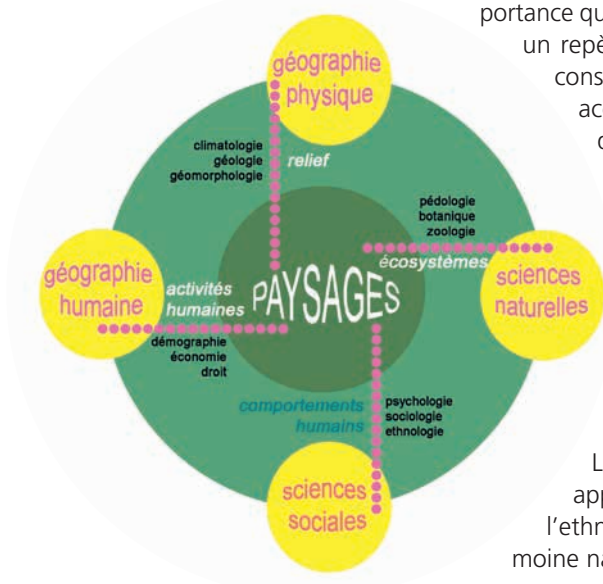 portance qu
un repè
cons
ac
géographie
physique
climatologie
géologie
géomorphologie
relief
pédologie
botanique
zoologie
écosystèmes
sciences
naturelles
géographie
humaine
activités
humaines
PAYSAGES
démographie
économie
droit
comportements
humains
psychologie
sociologie
ethnologie
sciences
sociales
L
app
l'ethn
moine na